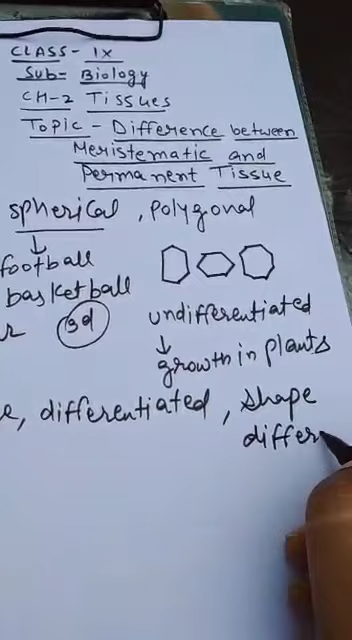 CLASS- IX
Sub= Biology
CH-2 Tissues
Topic - Difference between
Meristematic and
Permanent Tissue
spherical, polygonal
football
basketball
3d
undifferentiated
growth in plants
e, differentiated, shape
differ